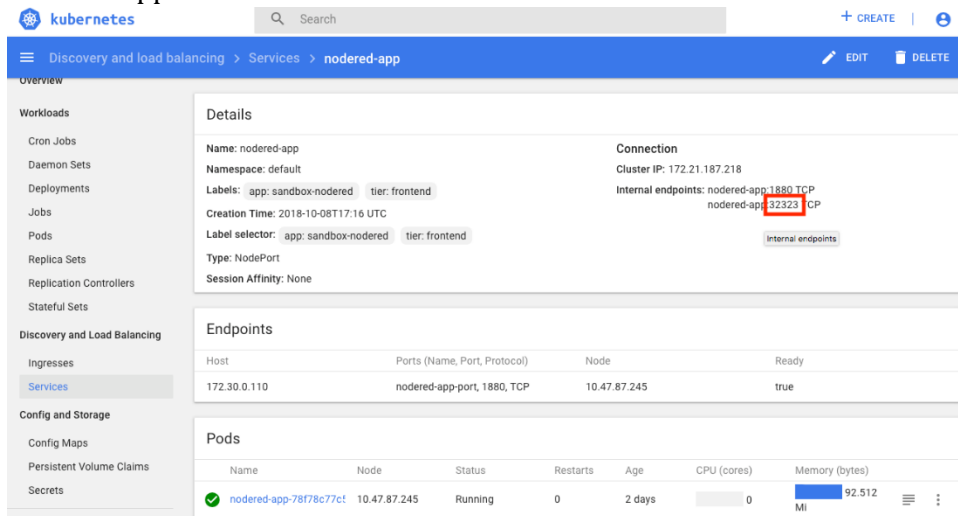 kubernetes
Search
+ CREATE
Discovery and load balancing > Services > nodered-app
EDIT
DELETE
Overview
Workloads
Cron Jobs
Daemon Sets
Deployments
Jobs
Pods
Replica Sets
Replication Controllers
Stateful Sets
Discovery and Load Balancing
Ingresses
Services
Config and Storage
Config Maps
Persistent Volume Claims
Secrets
Details
Name: nodered-app
Namespace: default
Labels: app: sandbox-nodered tier: frontend
Creation Time: 2018-10-08T17:16 UTC
Label selector: app: sandbox-nodered tier: frontend
Type: NodePort
Session Affinity: None
Connection
Cluster IP: 172.21.187.218
Internal endpoints: nodered-app:1880 TCP
nodered-app:32323 TCP
Internal endpoints
Endpoints
Host Ports (Name, Port, Protocol) Node Ready
172.30.0.110 nodered-app-port, 1880, TCP 10.47.87.245 true
Pods
Name Node Status Restarts Age CPU (cores) Memory (bytes)
nodered-app-78f78c77c 10.47.87.245 Running 0 2 days 0 92.512
Mi